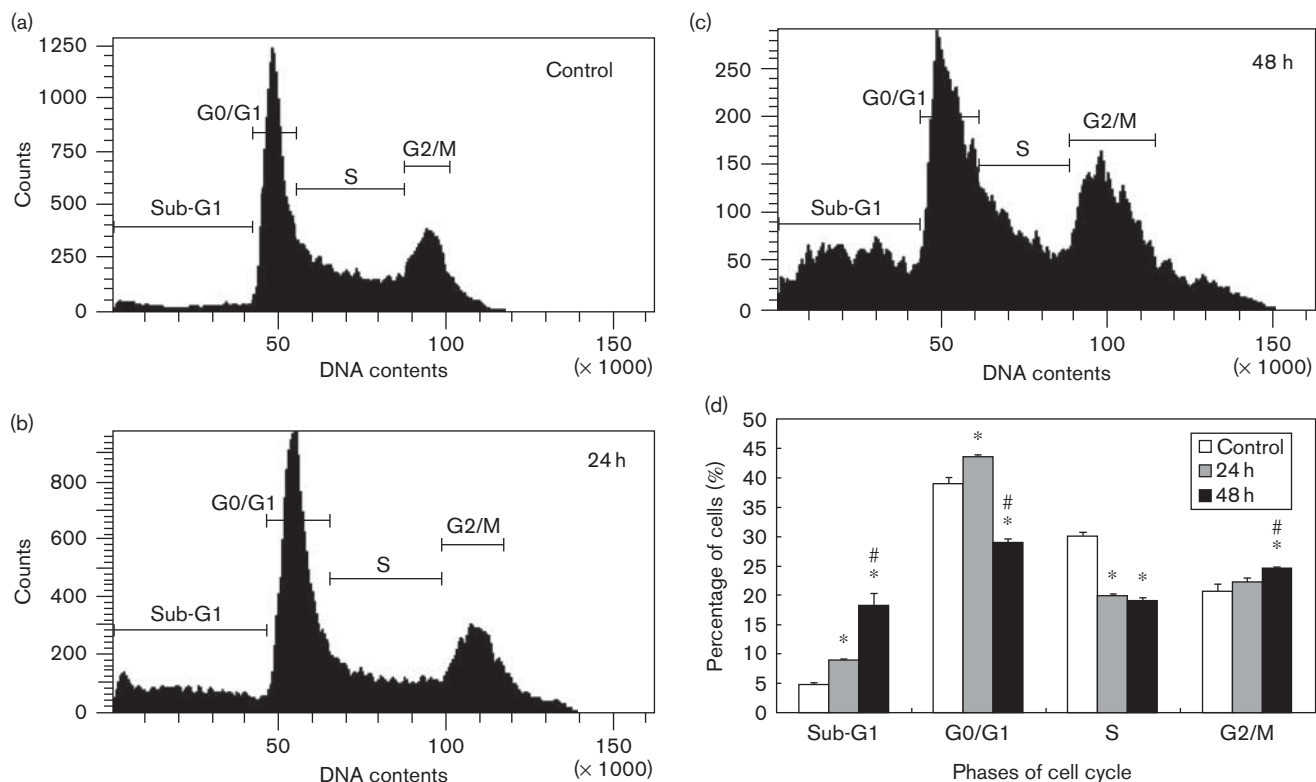 (a)
1250
1000
750
500
250
0
Counts
Control
G0/G1
G2/M
S
Sub-G1
50
100
150
DNA contents
(× 1000)
(b)
800
600
400
200
0
Counts
24 h
G0/G1
G2/M
S
Sub-G1
50
100
150
DNA contents
(× 1000)
(c)
250
200
150
100
50
0
48 h
G0/G1
G2/M
S
Sub-G1
50
100
150
DNA contents
(× 1000)
(d)
50
45
40
35
30
25
20
15
10
5
0
Percentage of cells (%)
Control
24 h
48 h
*
#
*
*
#
*
*
*
#
*
Sub-G1
G0/G1
S
G2/M
Phases of cell cycle